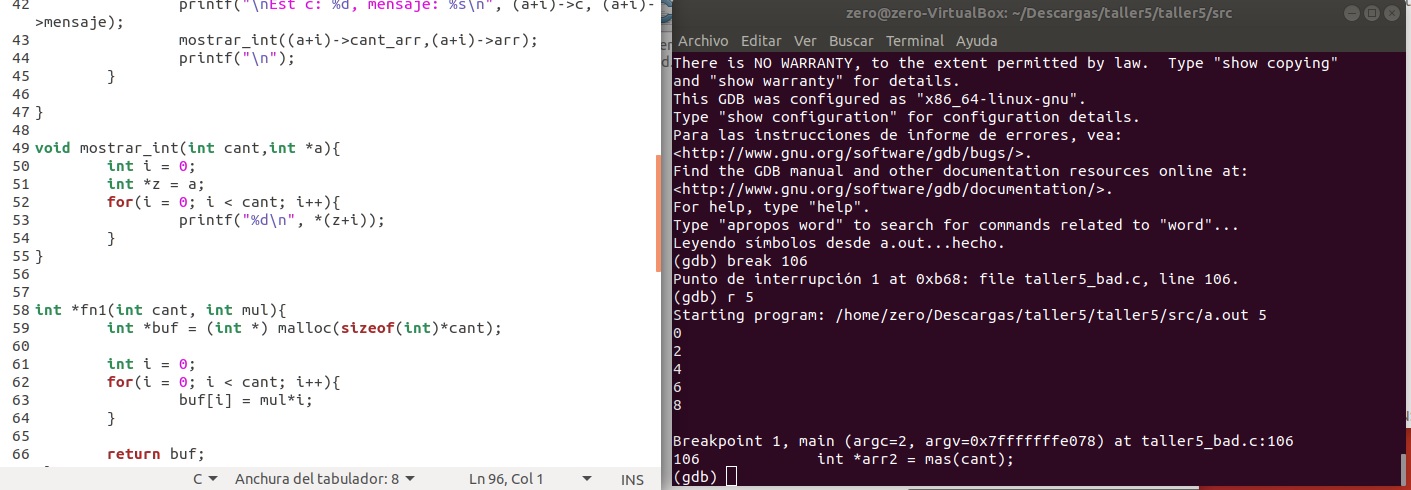 42                 printf("\nEst c: %d, mensaje: %s\n", (a+i)->c, (a+i)-
>mensaje);
43                 mostrar_int((a+i)->cant_arr,(a+i)->arr);
44                 printf("\n");
45         }
46
47 }
48
49 void mostrar_int(int cant,int *a){
50         int i = 0;
51         int *z = a;
52         for(i = 0; i < cant; i++){
53                 printf("%d\n", *(z+i));
54         }
55 }
56
57
58 int *fn1(int cant, int mul){
59         int *buf = (int *) malloc(sizeof(int)*cant);
60
61         int i = 0;
62         for(i = 0; i < cant; i++){
63                 buf[i] = mul*i;
64         }
65
66         return buf;
C Anchura del tabulador: 8 Ln 96, Col 1 INS
zero@zero-VirtualBox: ~/Descargas/taller5/taller5/src
Archivo Editar Ver Buscar Terminal Ayuda
There is NO WARRANTY, to the extent permitted by law.  Type "show copying"
and "show warranty" for details.
This GDB was configured as "x86_64-linux-gnu".
Type "show configuration" for configuration details.
Para las instrucciones de informe de errores, vea:
<http://www.gnu.org/software/gdb/bugs/>.
Find the GDB manual and other documentation resources online at:
<http://www.gnu.org/software/gdb/documentation/>.
For help, type "help".
Type "apropos word" to search for commands related to "word"...
Leyendo símbolos desde a.out...hecho.
(gdb) break 106
Punto de interrupción 1 at 0xb68: file taller5_bad.c, line 106.
(gdb) r 5
Starting program: /home/zero/Descargas/taller5/taller5/src/a.out 5
0
2
4
6
8

Breakpoint 1, main (argc=2, argv=0x7fffffffe078) at taller5_bad.c:106
106             int *arr2 = mas(cant);
(gdb)